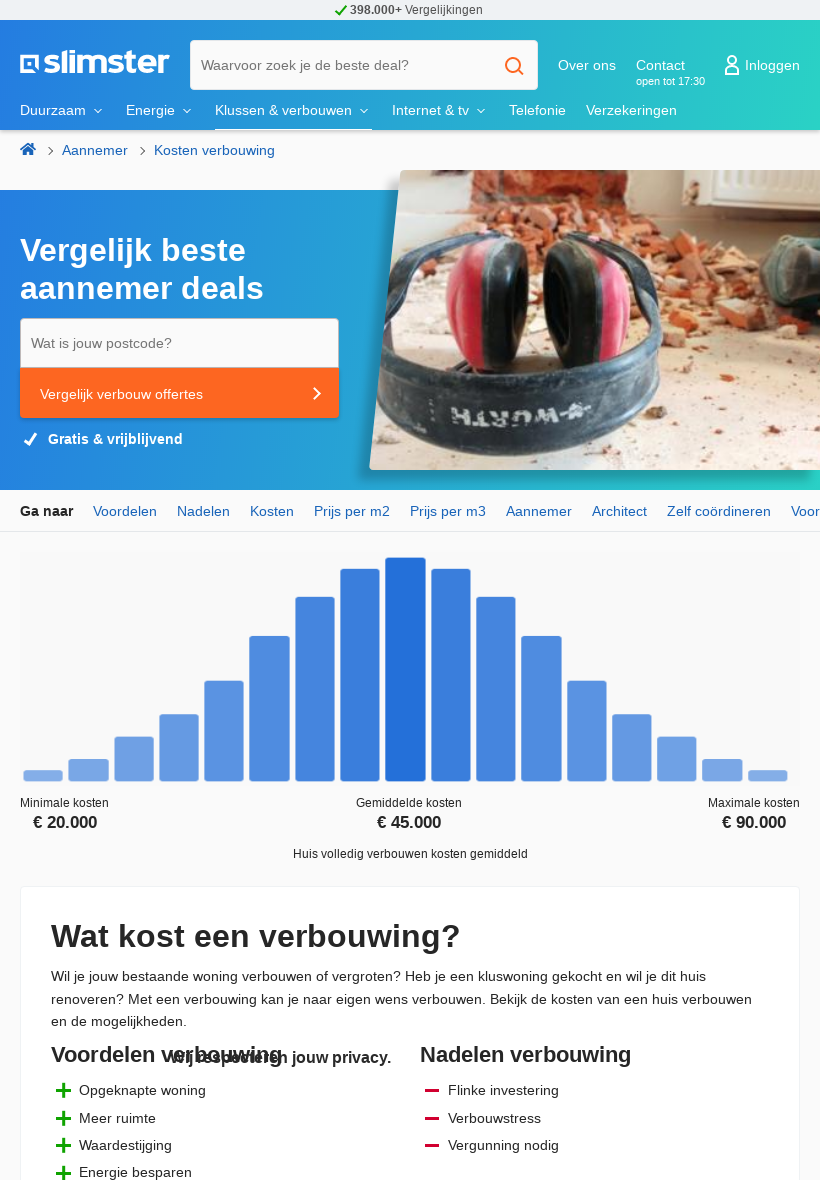 398.000+ Vergelijkingen
slimster
Waarvoor zoek je de beste deal?
Over ons
Contact
open tot 17:30
Inloggen
Duurzaam
Energie
Klussen & verbouwen
Internet & tv
Telefonie
Verzekeringen
Aannemer
Kosten verbouwing
Vergelijk beste
aannemer deals
Wat is jouw postcode?
Vergelijk verbouw offertes
Gratis & vrijblijvend
WÜRTH
Ga naar
Voordelen
Nadelen
Kosten
Prijs per m2
Prijs per m3
Aannemer
Architect
Zelf coördineren
Voor
Minimale kosten
€ 20.000
Gemiddelde kosten
€ 45.000
Maximale kosten
€ 90.000
Huis volledig verbouwen kosten gemiddeld
Wat kost een verbouwing?
Wil je jouw bestaande woning verbouwen of vergroten? Heb je een kluswoning gekocht en wil je dit huis
renoveren? Met een verbouwing kan je naar eigen wens verbouwen. Bekijk de kosten van een huis verbouwen
en de mogelijkheden.
Voordelen verbouwing
Wij respecteren jouw privacy.
Opgeknapte woning
Meer ruimte
Waardestijging
Energie besparen
Nadelen verbouwing
Flinke investering
Verbouwstress
Vergunning nodig